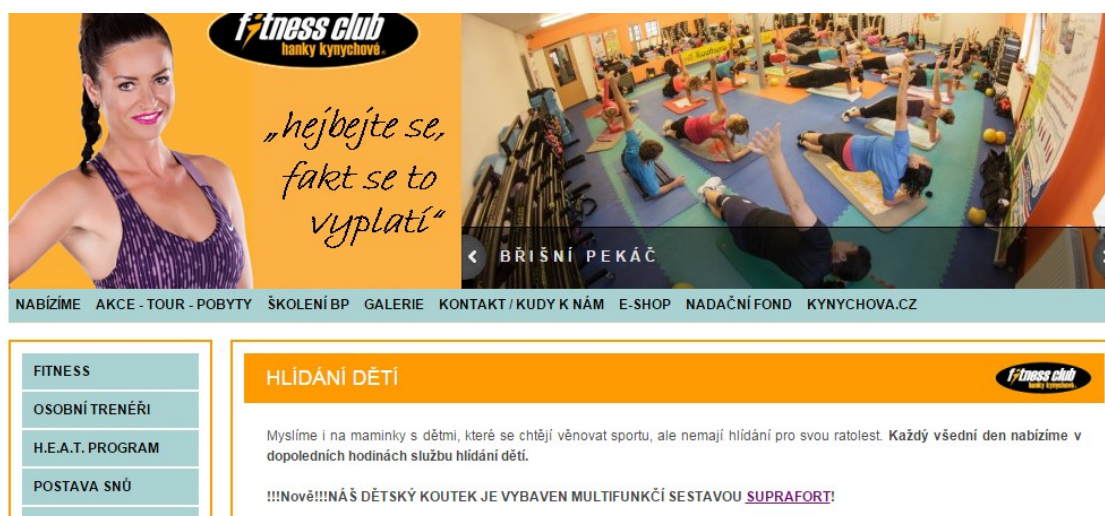 fitness club
hanky kynychové
„hejbejte se,
fakt se to
vyplatí“
BŘIŠNÍ PEKÁČ
NABÍZÍME AKCE - TOUR - POBYTY ŠKOLENÍ BP GALERIE KONTAKT / KUDY K NÁM E-SHOP NADAČNÍ FOND KYNYCHOVA.CZ
FITNESS
OSOBNÍ TRENÉŘI
H.E.A.T. PROGRAM
POSTAVA SNŮ
HLÍDÁNÍ DĚTÍ
fitness club
hanky kynychové
Myslíme i na maminky s dětmi, které se chtějí věnovat sportu, ale nemají hlídání pro svou ratolest. Každý všední den nabízíme v
dopoledních hodinách službu hlídání dětí.
!!!Nově!!!NÁŠ DĚTSKÝ KOUTEK JE VYBAVEN MULTIFUNKČÍ SESTAVOU SUPRAFORT!